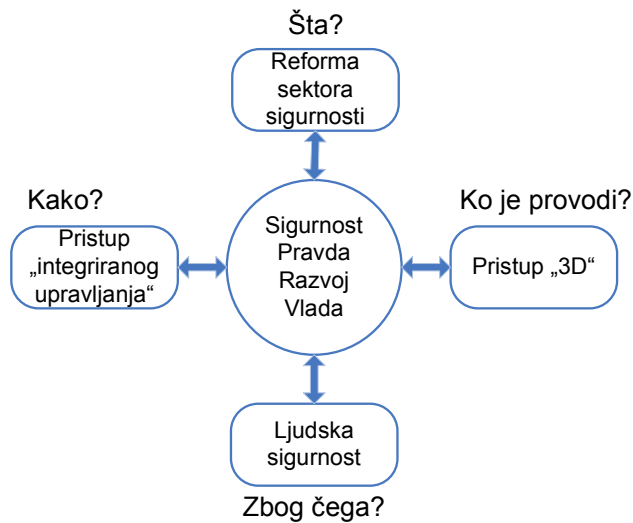 Šta?
Reforma
sektora
sigurnosti
Kako?
Pristup
„integriranog
upravljanja“
Sigurnost
Pravda
Razvoj
Vlada
Ko je provodi?
Pristup „3D“
Ljudska
sigurnost
Zbog čega?